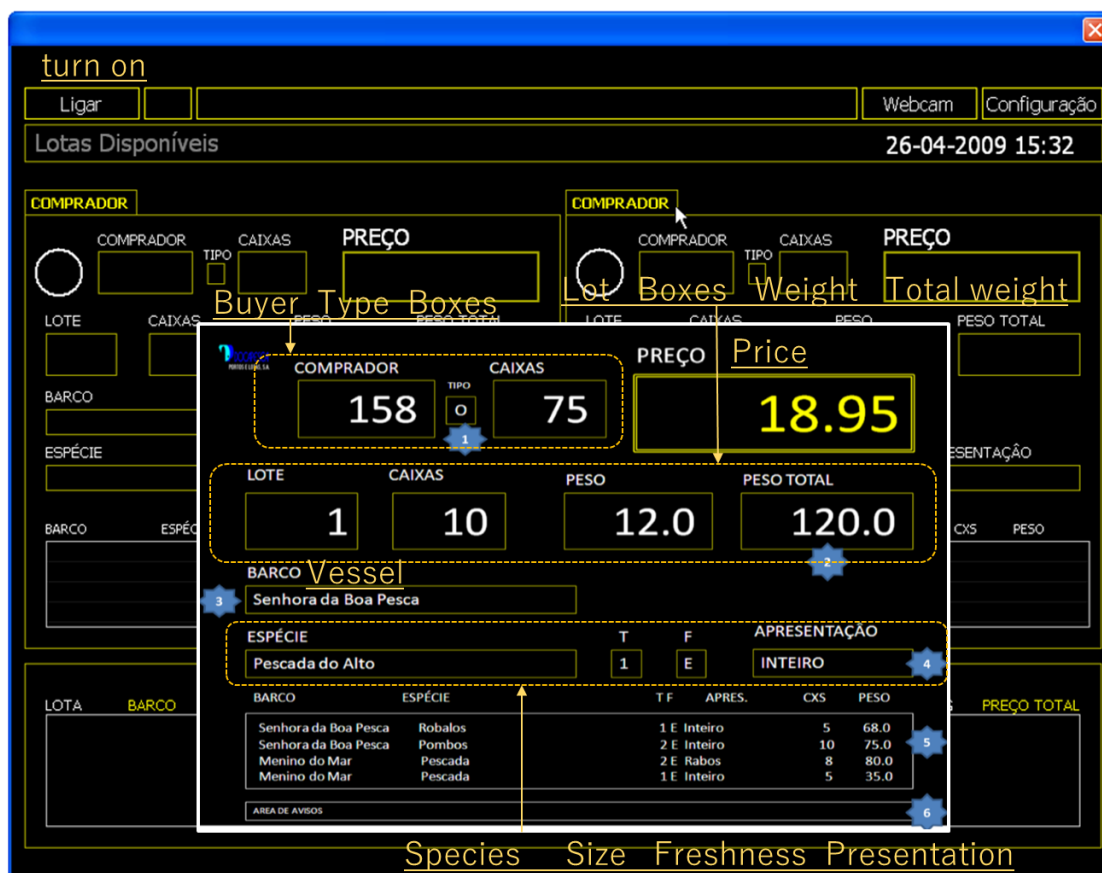 turn on
Ligar Webcam Configuração
Lotas Disponíveis 26-04-2009 15:32
COMPRADOR COMPRADOR
COMPRADOR TIPO CAIXAS PREÇO COMPRADOR TIPO CAIXAS PREÇO
Buyer Type Boxes Lot Boxes Weight Total weight
LOTE CAIXAS PESO PESO TOTAL LOTE CAIXAS PESO PESO TOTAL
PORTOS E LOTAS, S.A.
COMPRADOR TIPO CAIXAS PREÇO Price
158 O 75 18.95
1
BARCO
ESPÉCIE
LOTE CAIXAS PESO PESO TOTAL
1 10 12.0 120.0
2
BARCO ESPÉC CXS PESO
BARCO Vessel
3 Senhora da Boa Pesca
ESPÉCIE T F APRESENTAÇÃO
Pescada do Alto 1 E INTEIRO 4
BARCO ESPÉCIE T F APRES. CXS PESO
Senhora da Boa Pesca Robalos 1 E Inteiro 5 68.0
Senhora da Boa Pesca Pombos 2 E Inteiro 10 75.0
5
Menino do Mar Pescada 2 E Rabos 8 80.0
Menino do Mar Pescada 1 E Inteiro 5 35.0
AREA DE AVISOS 6
LOTA BARCO PREÇO TOTAL
Species Size Freshness Presentation